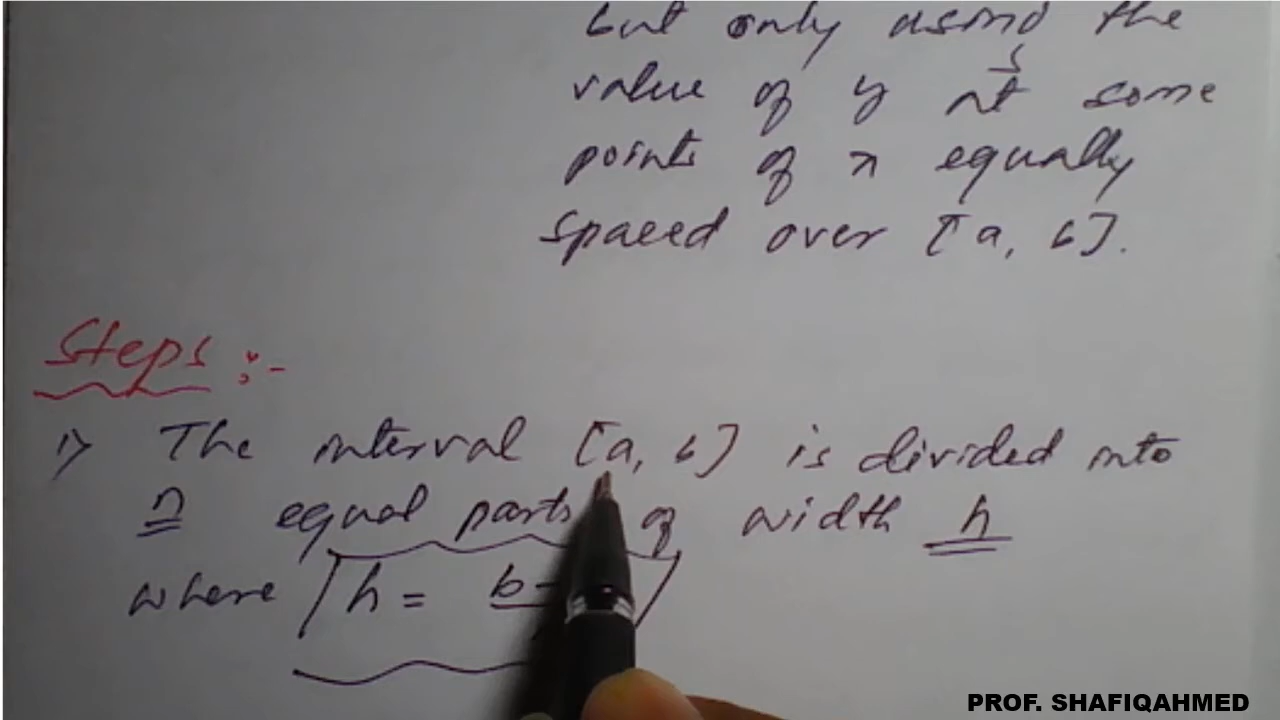 but only using the
value of y at some
points of x equally
spaced over [a, b].
Steps :-
1> The interval [a, b] is divided into
n equal parts of width h
where h = b-
PROF. SHAFIQAHMED